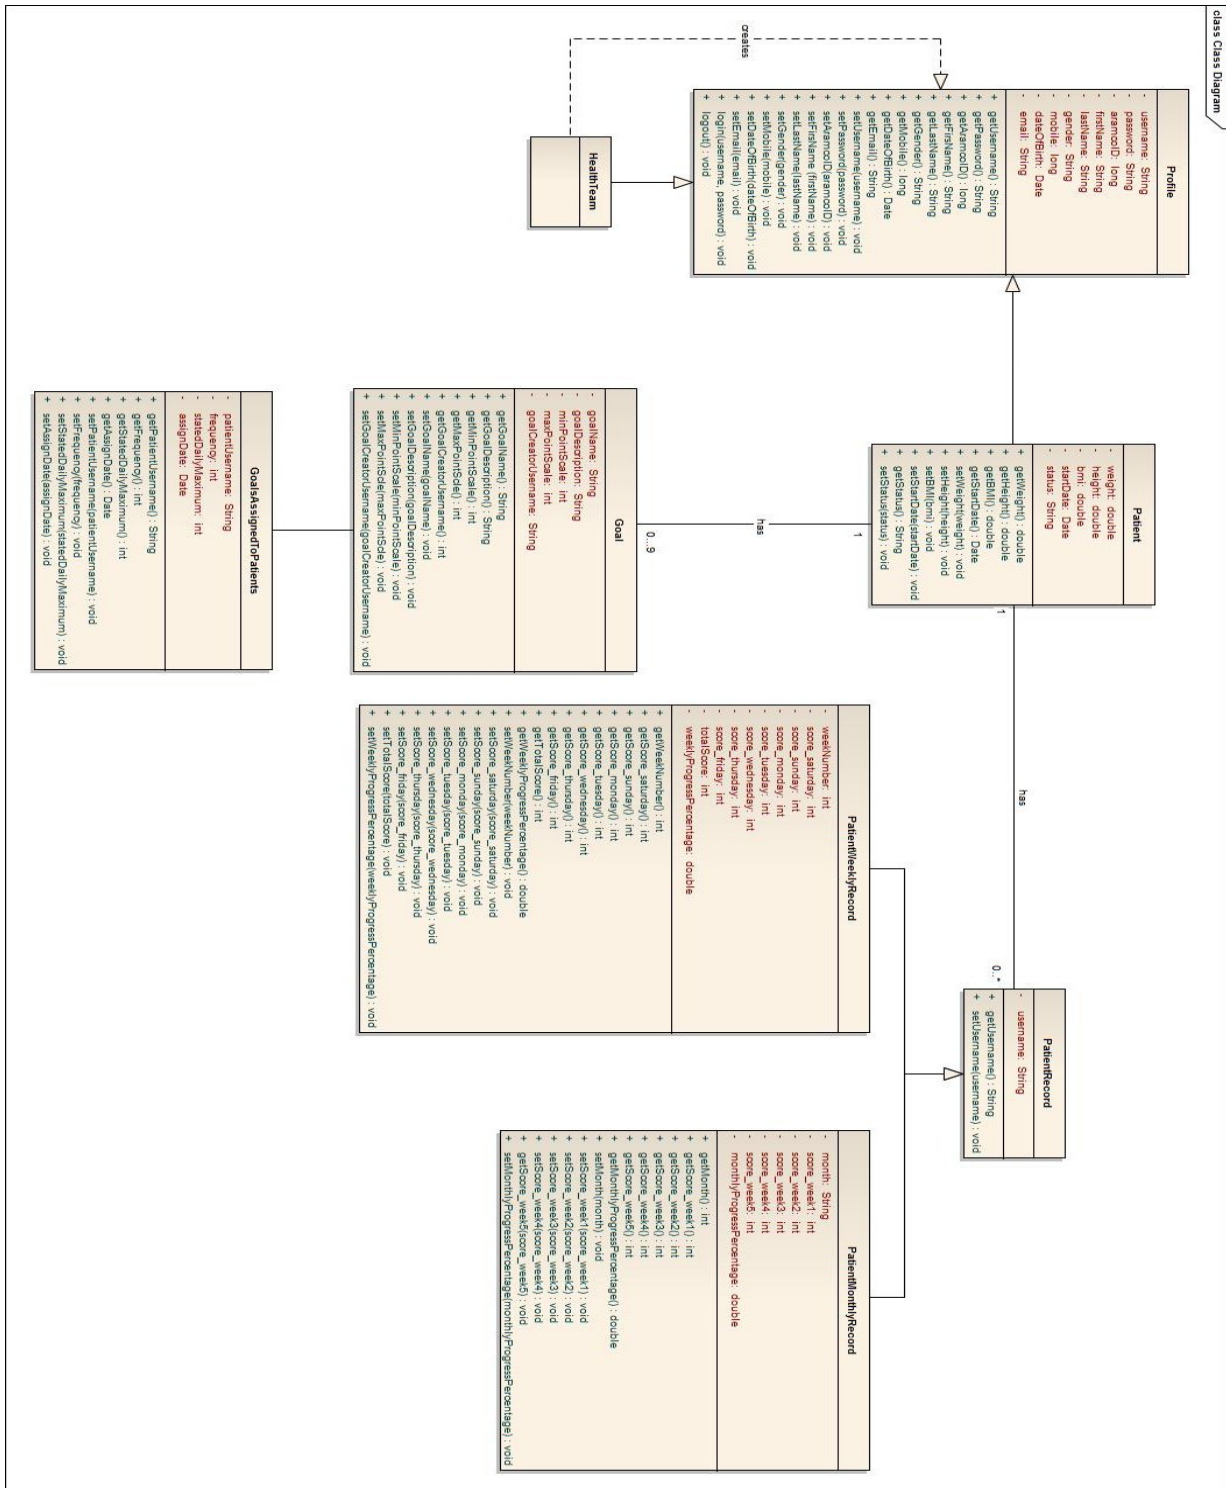 class Class Diagram
Profile
- username: String
- password: String
- aramcoID: long
- firstName: String
- lastName: String
- gender: String
- mobile: long
- dateOfBirth: Date
- email: String
+ getUsername() : String
+ getPassword() : String
+ getAramcoID() : long
+ getFirsName() : String
+ getLastName() : String
+ getGender() : String
+ getMobile() : long
+ getDateOfBirth() : Date
+ getEmail() : String
+ setUsername(username) : void
+ setPassword(password) : void
+ setAramcoID(aramcoID) : void
+ setFirsName (firstName) : void
+ setLastName(lastName) : void
+ setGender(gender) : void
+ setMobile(mobile) : void
+ setDateOfBirth(dateOfBirth) : void
+ setEmail(email) : void
+ login(username, password) : void
+ logout() : void
creates
HealthTeam
Patient
- weight: double
- height: double
- bmi: double
- startDate: Date
- status: String
+ getWeight() : double
+ getHeight() : double
+ getBMI() : double
+ getStartDate() : Date
+ setWeight(weight) : void
+ setHeight(height) : void
+ setBMI(bmi) : void
+ setStartDate(startDate) : void
+ getStatus() : String
+ setStatus(status) : void
1
has
0...9
1
has
0..*
PatientRecord
- username: String
+ getUsername() : String
+ setUsername(username) : void
Goal
- goalName: String
- goalDescription: String
- minPointScale: int
- maxPointScale: int
- goalCreatorUsername: String
+ getGoalName() : String
+ getGoalDescription() : String
+ getMinPointScale() : int
+ getMaxPointSole() : int
+ getGoalCreatorUsername() : int
+ setGoalName(goalName) : void
+ setGoalDescription(goalDescription) : void
+ setMinPointScale(minPointScale) : void
+ setMaxPointSole(maxPointSole) : void
+ setGoalCreatorUsername(goalCreatorUsername) : void
PatientWeeklyRecord
- weekNumber: int
- score_saturday: int
- score_sunday: int
- score_monday: int
- score_tuesday: int
- score_wednesday: int
- score_thursday: int
- score_friday: int
- totalScore: int
- weeklyProgressPercentage: double
+ getWeekNumber() : int
+ getScore_saturday() : int
+ getScore_sunday() : int
+ getScore_monday() : int
+ getScore_tuesday() : int
+ getScore_wednesday() : int
+ getScore_thursday() : int
+ getScore_friday() : int
+ getTotalScore() : int
+ getWeeklyProgressPercentage() : double
+ setWeekNumber(weekNumber) : void
+ setScore_saturday(score_saturday) : void
+ setScore_sunday(score_sunday) : void
+ setScore_monday(score_monday) : void
+ setScore_tuesday(score_tuesday) : void
+ setScore_wednesday(score_wednesday) : void
+ setScore_thursday(score_thursday) : void
+ setScore_friday(score_friday) : void
+ setTotalScore(totalScore) : void
+ setWeeklyProgressPercentage(weeklyProgressPercentage) : void
PatientMonthlyRecord
- month: String
- score_week1: int
- score_week2: int
- score_week3: int
- score_week4: int
- score_week5: int
- monthlyProgressPercentage: double
+ getMonth() : int
+ getScore_week1() : int
+ getScore_week2() : int
+ getScore_week3() : int
+ getScore_week4() : int
+ getScore_week5() : int
+ getMonthlyProgressPercentage() : double
+ setMonth(month) : void
+ setScore_week1(score_week1) : void
+ setScore_week2(score_week2) : void
+ setScore_week3(score_week3) : void
+ setScore_week4(score_week4) : void
+ getScore_week5(score_week5) : void
+ setMonthlyProgressPercentage(monthlyProgressPercentage) : void
GoalsAssignedToPatients
- patientUsername: String
- frequency: int
- statedDailyMaximum: int
- assignDate: Date
+ getPatientUsername() : String
+ getFrequency() : int
+ getStatedDailyMaximum() : int
+ getAssignDate() : Date
+ setPatientUsername(patientUsername) : void
+ setFrequency(frequency) : void
+ setStatedDailyMaximum(statedDailyMaximum) : void
+ setAssignDate(assignDate) : void